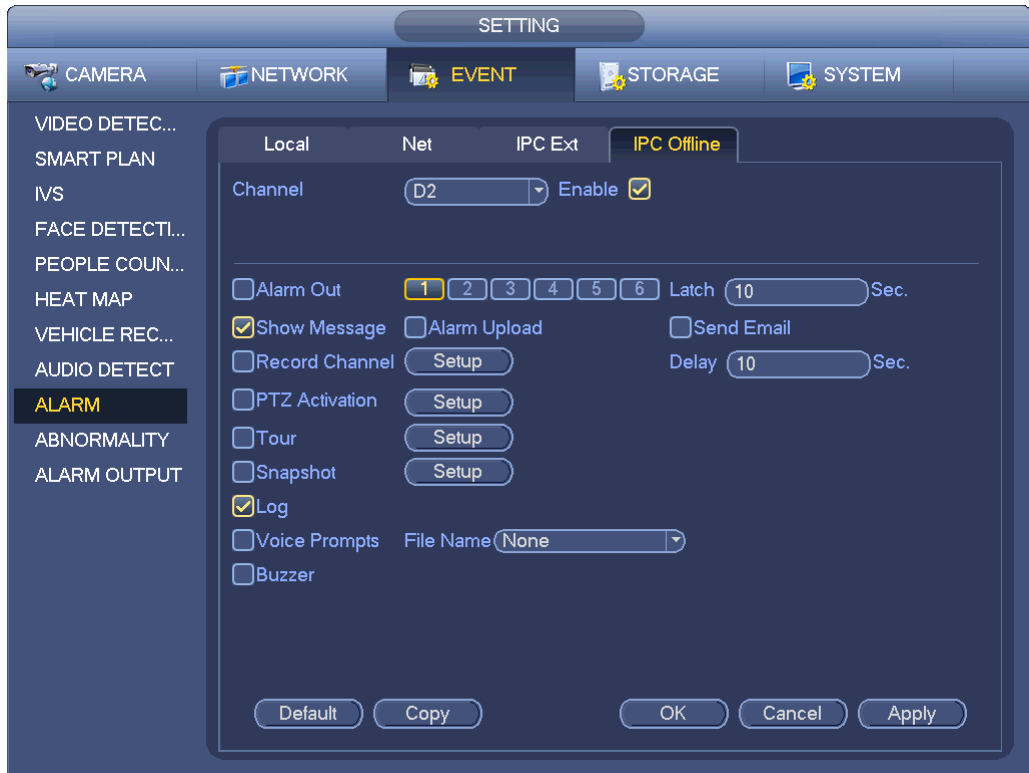 SETTING
CAMERA NETWORK EVENT STORAGE SYSTEM
VIDEO DETEC...
SMART PLAN
IVS
FACE DETECTI...
PEOPLE COUN...
HEAT MAP
VEHICLE REC...
AUDIO DETECT
ALARM
ABNORMALITY
ALARM OUTPUT
Local Net IPC Ext IPC Offline
Channel D2 Enable
Alarm Out 1 2 3 4 5 6 Latch 10 Sec.
Show Message Alarm Upload Send Email
Record Channel Setup Delay 10 Sec.
PTZ Activation Setup
Tour Setup
Snapshot Setup
Log
Voice Prompts File Name None
Buzzer
Default Copy OK Cancel Apply